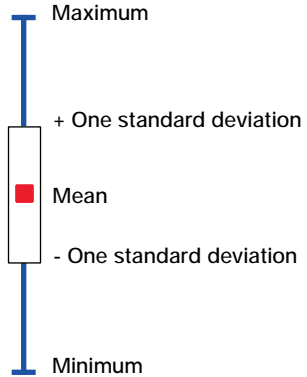 Maximum
+ One standard deviation
Mean
- One standard deviation
Minimum